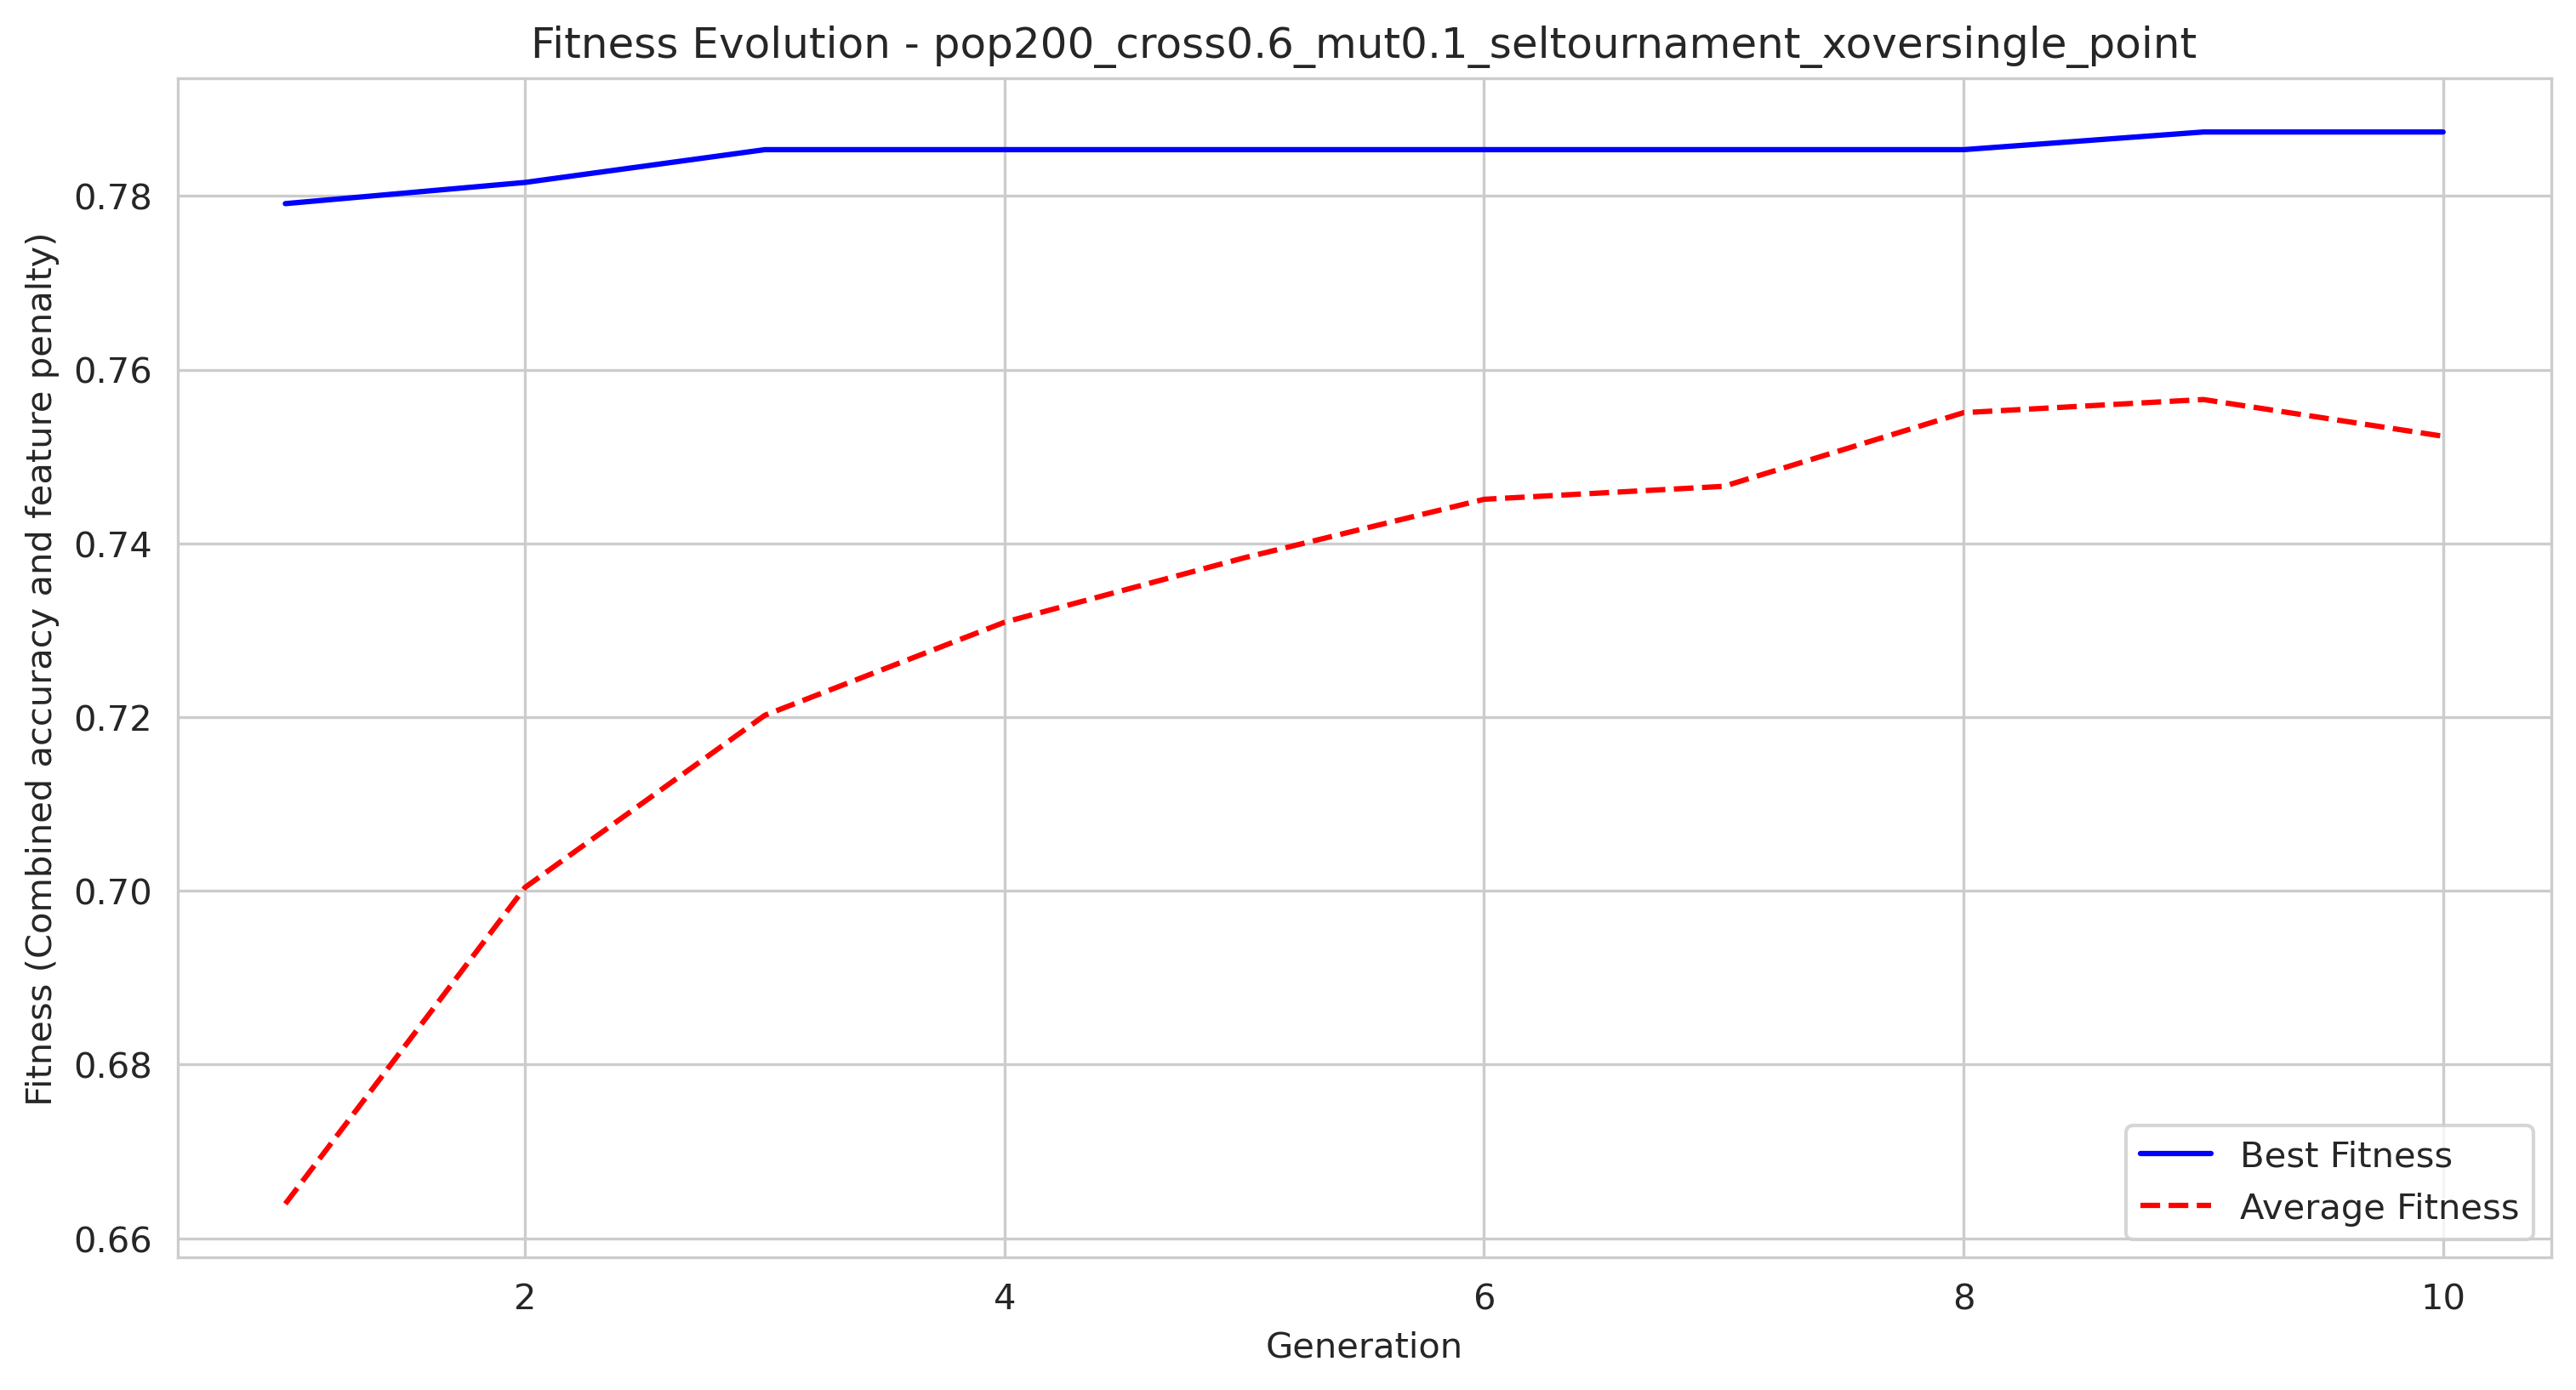 Fitness Evolution - pop200_cross0.6_mut0.1_seltournament_xoversingle_point
Fitness (Combined accuracy and feature penalty)
0.78
0.76
0.74
0.72
0.70
0.68
0.66
2
4
6
8
10
Generation
Best Fitness
Average Fitness